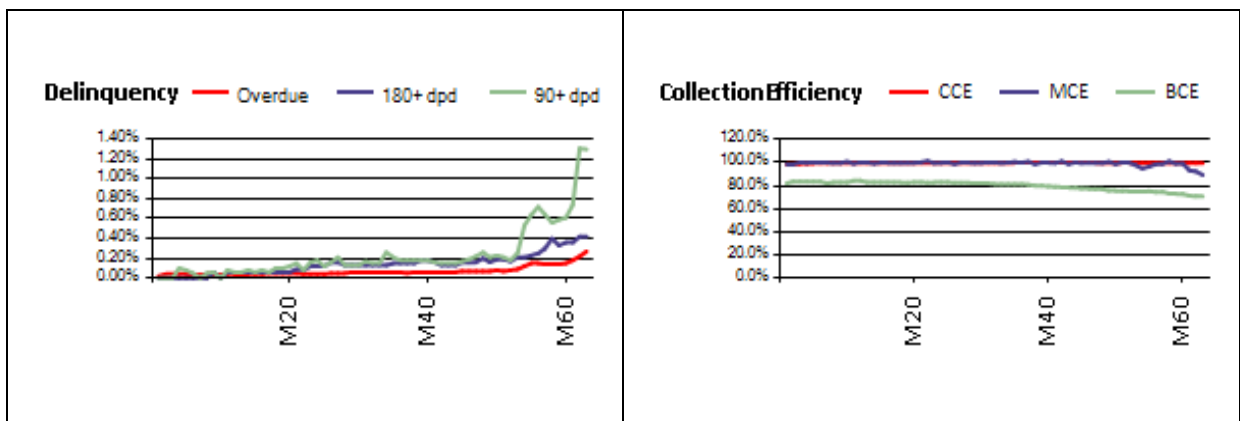 Delinquency Overdue 180+ dpd 90+ dpd
1.40%
1.20%
1.00%
0.80%
0.60%
0.40%
0.20%
0.00%
M20
M40
M60
Collection Efficiency CCE MCE BCE
120.0%
100.0%
80.0%
60.0%
40.0%
20.0%
0.0%
M20
M40
M60